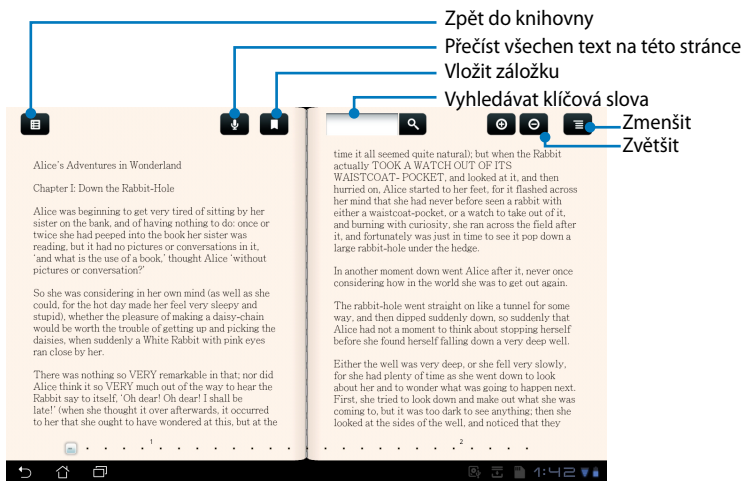 Zpět do knihovny
Přečíst všechen text na této stránce
Vložit záložku
Vyhledávat klíčová slova
Zmenšit
Zvětšit
Alice's Adventures in Wonderland
Chapter I: Down the Rabbit-Hole
Alice was beginning to get very tired of sitting by her
sister on the bank, and of having nothing to do: once or
twice she had peeped into the book her sister was
reading, but it had no pictures or conversations in it,
'and what is the use of a book,' thought Alice 'without
pictures or conversation?'
So she was considering in her own mind (as well as she
could, for the hot day made her feel very sleepy and
stupid), whether the pleasure of making a daisy-chain
would be worth the trouble of getting up and picking the
daisies, when suddenly a White Rabbit with pink eyes
ran close by her.
There was nothing so VERY remarkable in that; nor did
Alice think it so VERY much out of the way to hear the
Rabbit say to itself, 'Oh dear! Oh dear! I shall be
late!' (when she thought it over afterwards, it occurred
to her that she ought to have wondered at this, but at the
1
time it all seemed quite natural); but when the Rabbit
actually TOOK A WATCH OUT OF ITS
WAISTCOAT- POCKET, and looked at it, and then
hurried on, Alice started to her feet, for it flashed across
her mind that she had never before seen a rabbit with
either a waistcoat-pocket, or a watch to take out of it,
and burning with curiosity, she ran across the field after
it, and fortunately was just in time to see it pop down a
large rabbit-hole under the hedge.
In another moment down went Alice after it, never once
considering how in the world she was to get out again.
The rabbit-hole went straight on like a tunnel for some
way, and then dipped suddenly down, so suddenly that
Alice had not a moment to think about stopping herself
before she found herself falling down a very deep well.
Either the well was very deep, or she fell very slowly,
for she had plenty of time as she went down to look
about her and to wonder what was going to happen next.
First, she tried to look down and make out what she was
coming to, but it was too dark to see anything; then she
looked at the sides of the well, and noticed that they
2
1:42